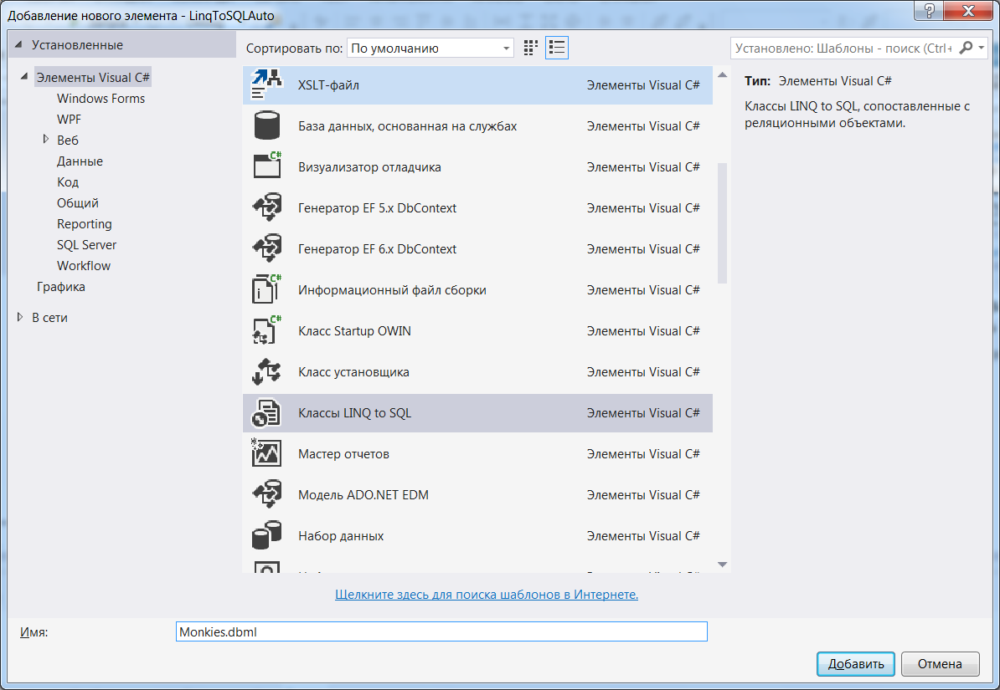 Добавление нового элемента - LinqToSQLAuto
Установленные
Элементы Visual C#
Windows Forms
WPF
Веб
Данные
Код
Общий
Reporting
SQL Server
Workflow
Графика
В сети
Сортировать по: По умолчанию
XSLT-файл Элементы Visual C#
База данных, основанная на службах Элементы Visual C#
Визуализатор отладчика Элементы Visual C#
Генератор EF 5.x DbContext Элементы Visual C#
Генератор EF 6.x DbContext Элементы Visual C#
Информационный файл сборки Элементы Visual C#
Класс Startup OWIN Элементы Visual C#
Класс установщика Элементы Visual C#
Классы LINQ to SQL Элементы Visual C#
Мастер отчетов Элементы Visual C#
Модель ADO.NET EDM Элементы Visual C#
Набор данных Элементы Visual C#
Щелкните здесь для поиска шаблонов в Интернете.
Установлено: Шаблоны - поиск (Ctrl+
Тип: Элементы Visual C#
Классы LINQ to SQL, сопоставленные с
реляционными объектами.
Имя: Monkies.dbml
Добавить Отмена